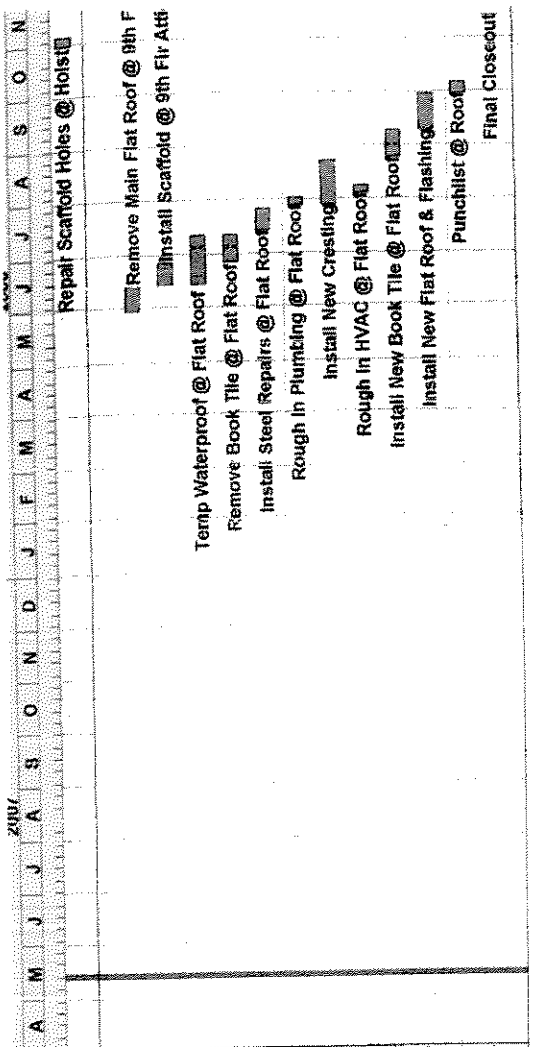 2007
A M J J A S O N D J F M A M J J A S O N
Repair Scaffold Holes @ Hoist
Remove Main Flat Roof @ 9th F
Install Scaffold @ 9th Flr Atti
Temp Waterproof @ Flat Roof
Remove Book Tile @ Flat Roof
Install Steel Repairs @ Flat Roof
Rough In Plumbing @ Flat Roof
Install New Cresting
Rough In HVAC @ Flat Roof
Install New Book Tile @ Flat Roof
Install New Flat Roof & Flashing
Punchlist @ Roof
Final Closeout